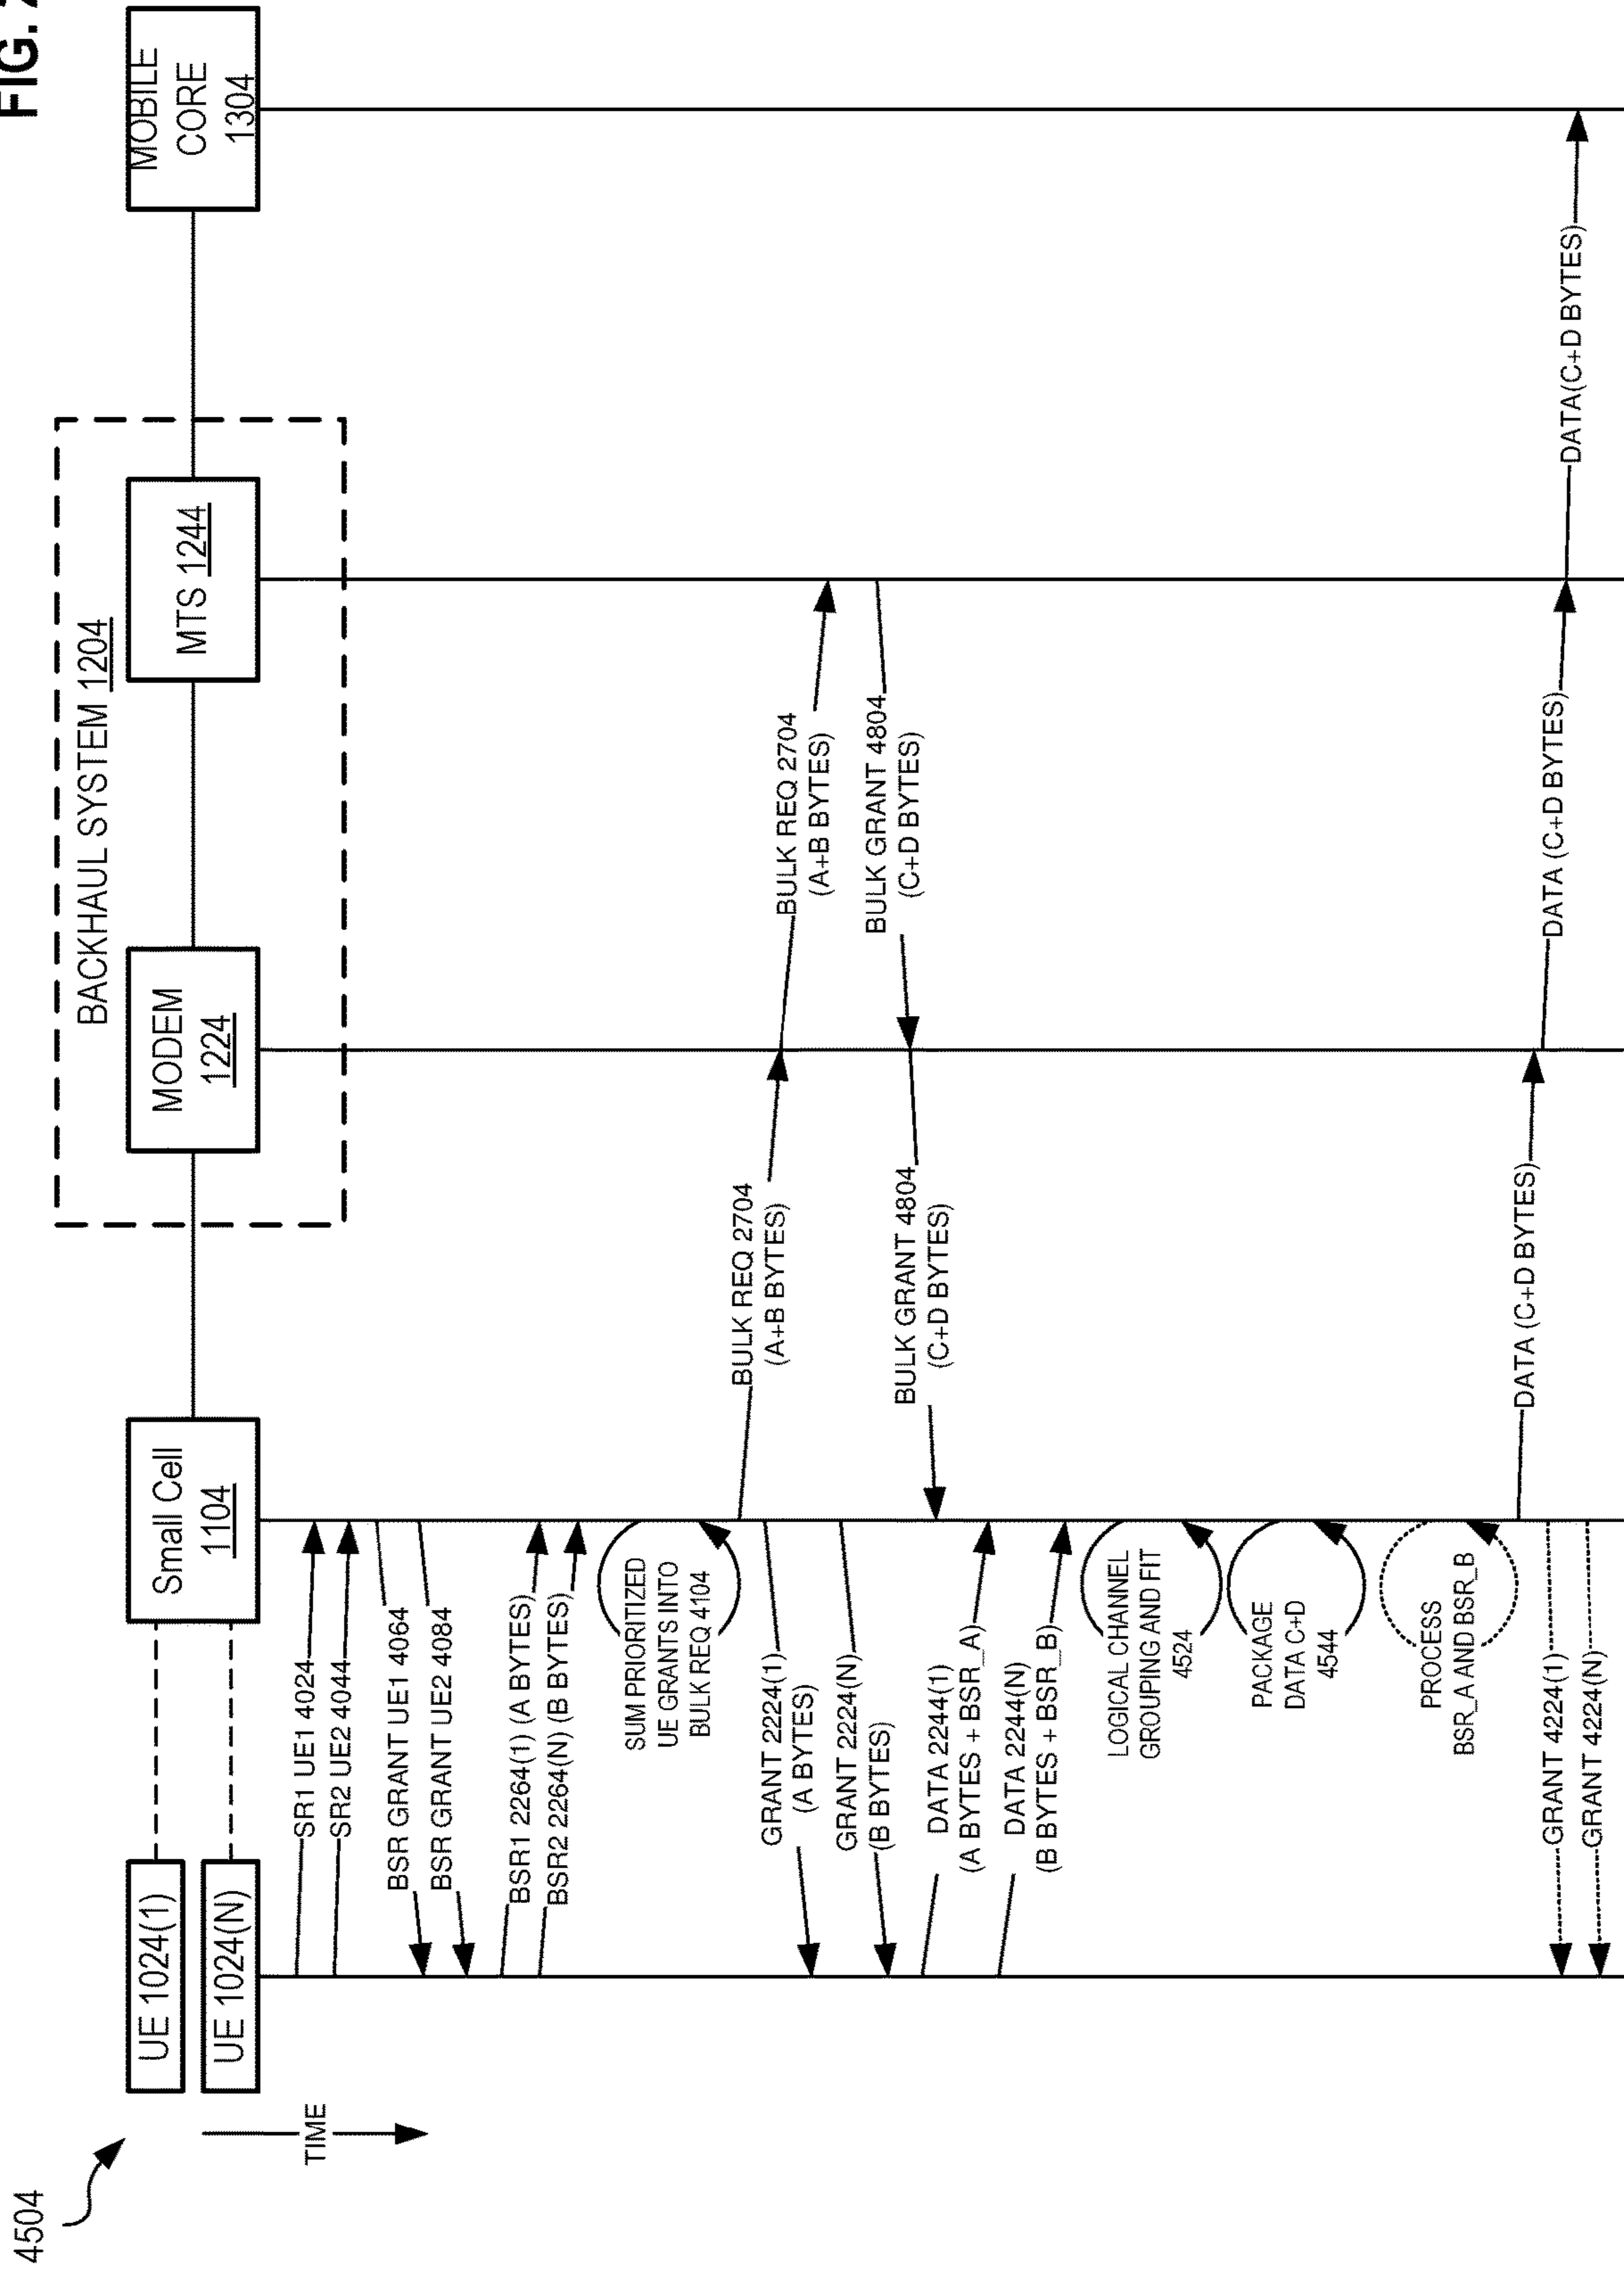 FIG. 2
4504
TIME
UE 1024(1)
UE 1024(N)
Small Cell
1104
BACKHAUL SYSTEM 1204
MODEM
1224
MTS 1244
MOBILE
CORE
1304
SR1 UE1 4024
SR2 UE2 4044
BSR GRANT UE1 4064
BSR GRANT UE2 4084
BSR1 2264(1) (A BYTES)
BSR2 2264(N) (B BYTES)
SUM PRIORITIZED
UE GRANTS INTO
BULK REQ 4104
BULK REQ 2704
(A+B BYTES)
BULK REQ 2704
(A+B BYTES)
GRANT 2224(1)
(A BYTES)
GRANT 2224(N)
(B BYTES)
BULK GRANT 4804
(C+D BYTES)
BULK GRANT 4804
(C+D BYTES)
DATA 2244(1)
(A BYTES + BSR_A)
DATA 2244(N)
(B BYTES + BSR_B)
LOGICAL CHANNEL
GROUPING AND FIT
4524
PACKAGE
DATA C+D
4544
PROCESS
BSR_A AND BSR_B
DATA (C+D BYTES)
DATA (C+D BYTES)
DATA(C+D BYTES)
GRANT 4224(1)
GRANT 4224(N)